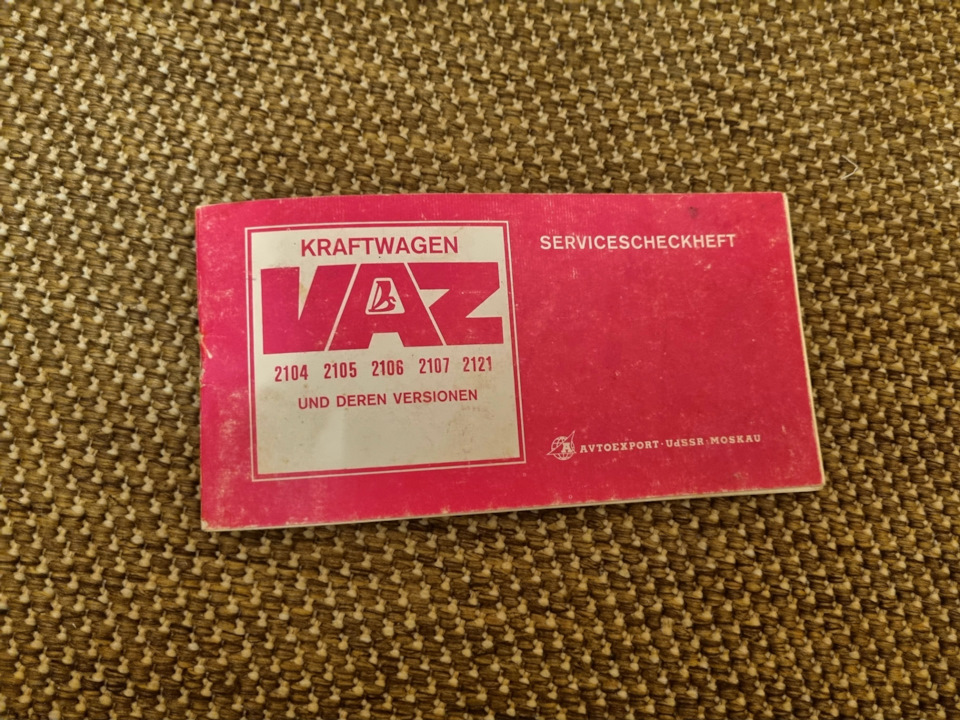 KRAFTWAGEN
VAZ
2104 2105 2106 2107 2121
UND DEREN VERSIONEN
SERVICESCHECKHEFT
AVTOEXPORT · UdSSR · MOSKAU